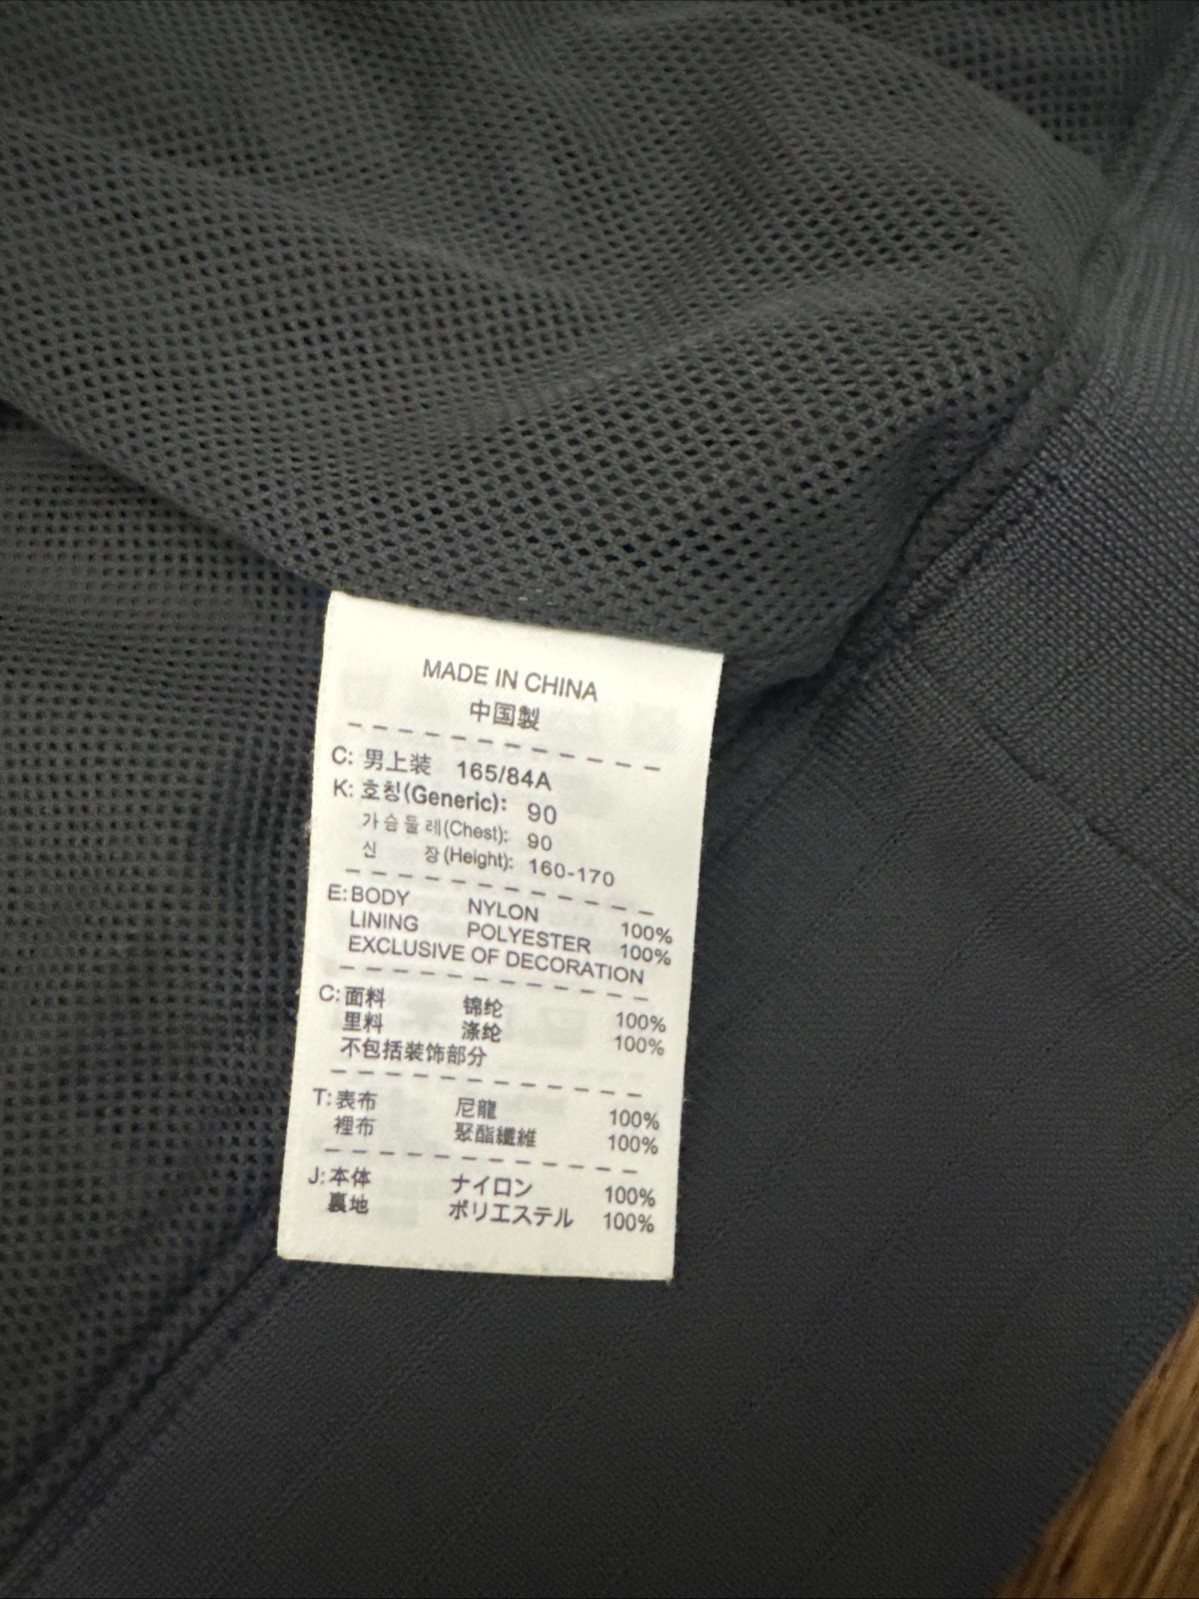 MADE IN CHINA
中国製
C: 男上装 165/84A
K: 호칭(Generic): 90
가슴둘레(Chest): 90
신 장(Height): 160-170
E: BODY NYLON 100%
LINING POLYESTER 100%
EXCLUSIVE OF DECORATION
C: 面料 锦纶 100%
里料 涤纶 100%
不包括装饰部分
T: 表布 尼龍 100%
裡布 聚酯纖維 100%
J: 本体 ナイロン 100%
裏地 ポリエステル 100%